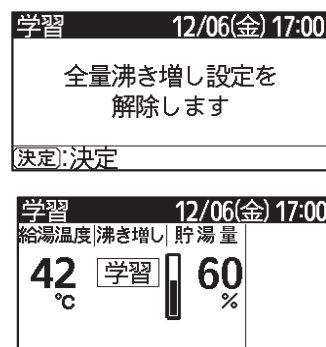 学習 12/06(金) 17:00
全量沸き増し設定を
解除します
決定:決定
学習 12/06(金) 17:00
給湯温度 沸き増し 貯湯量
42℃ 学習 60%